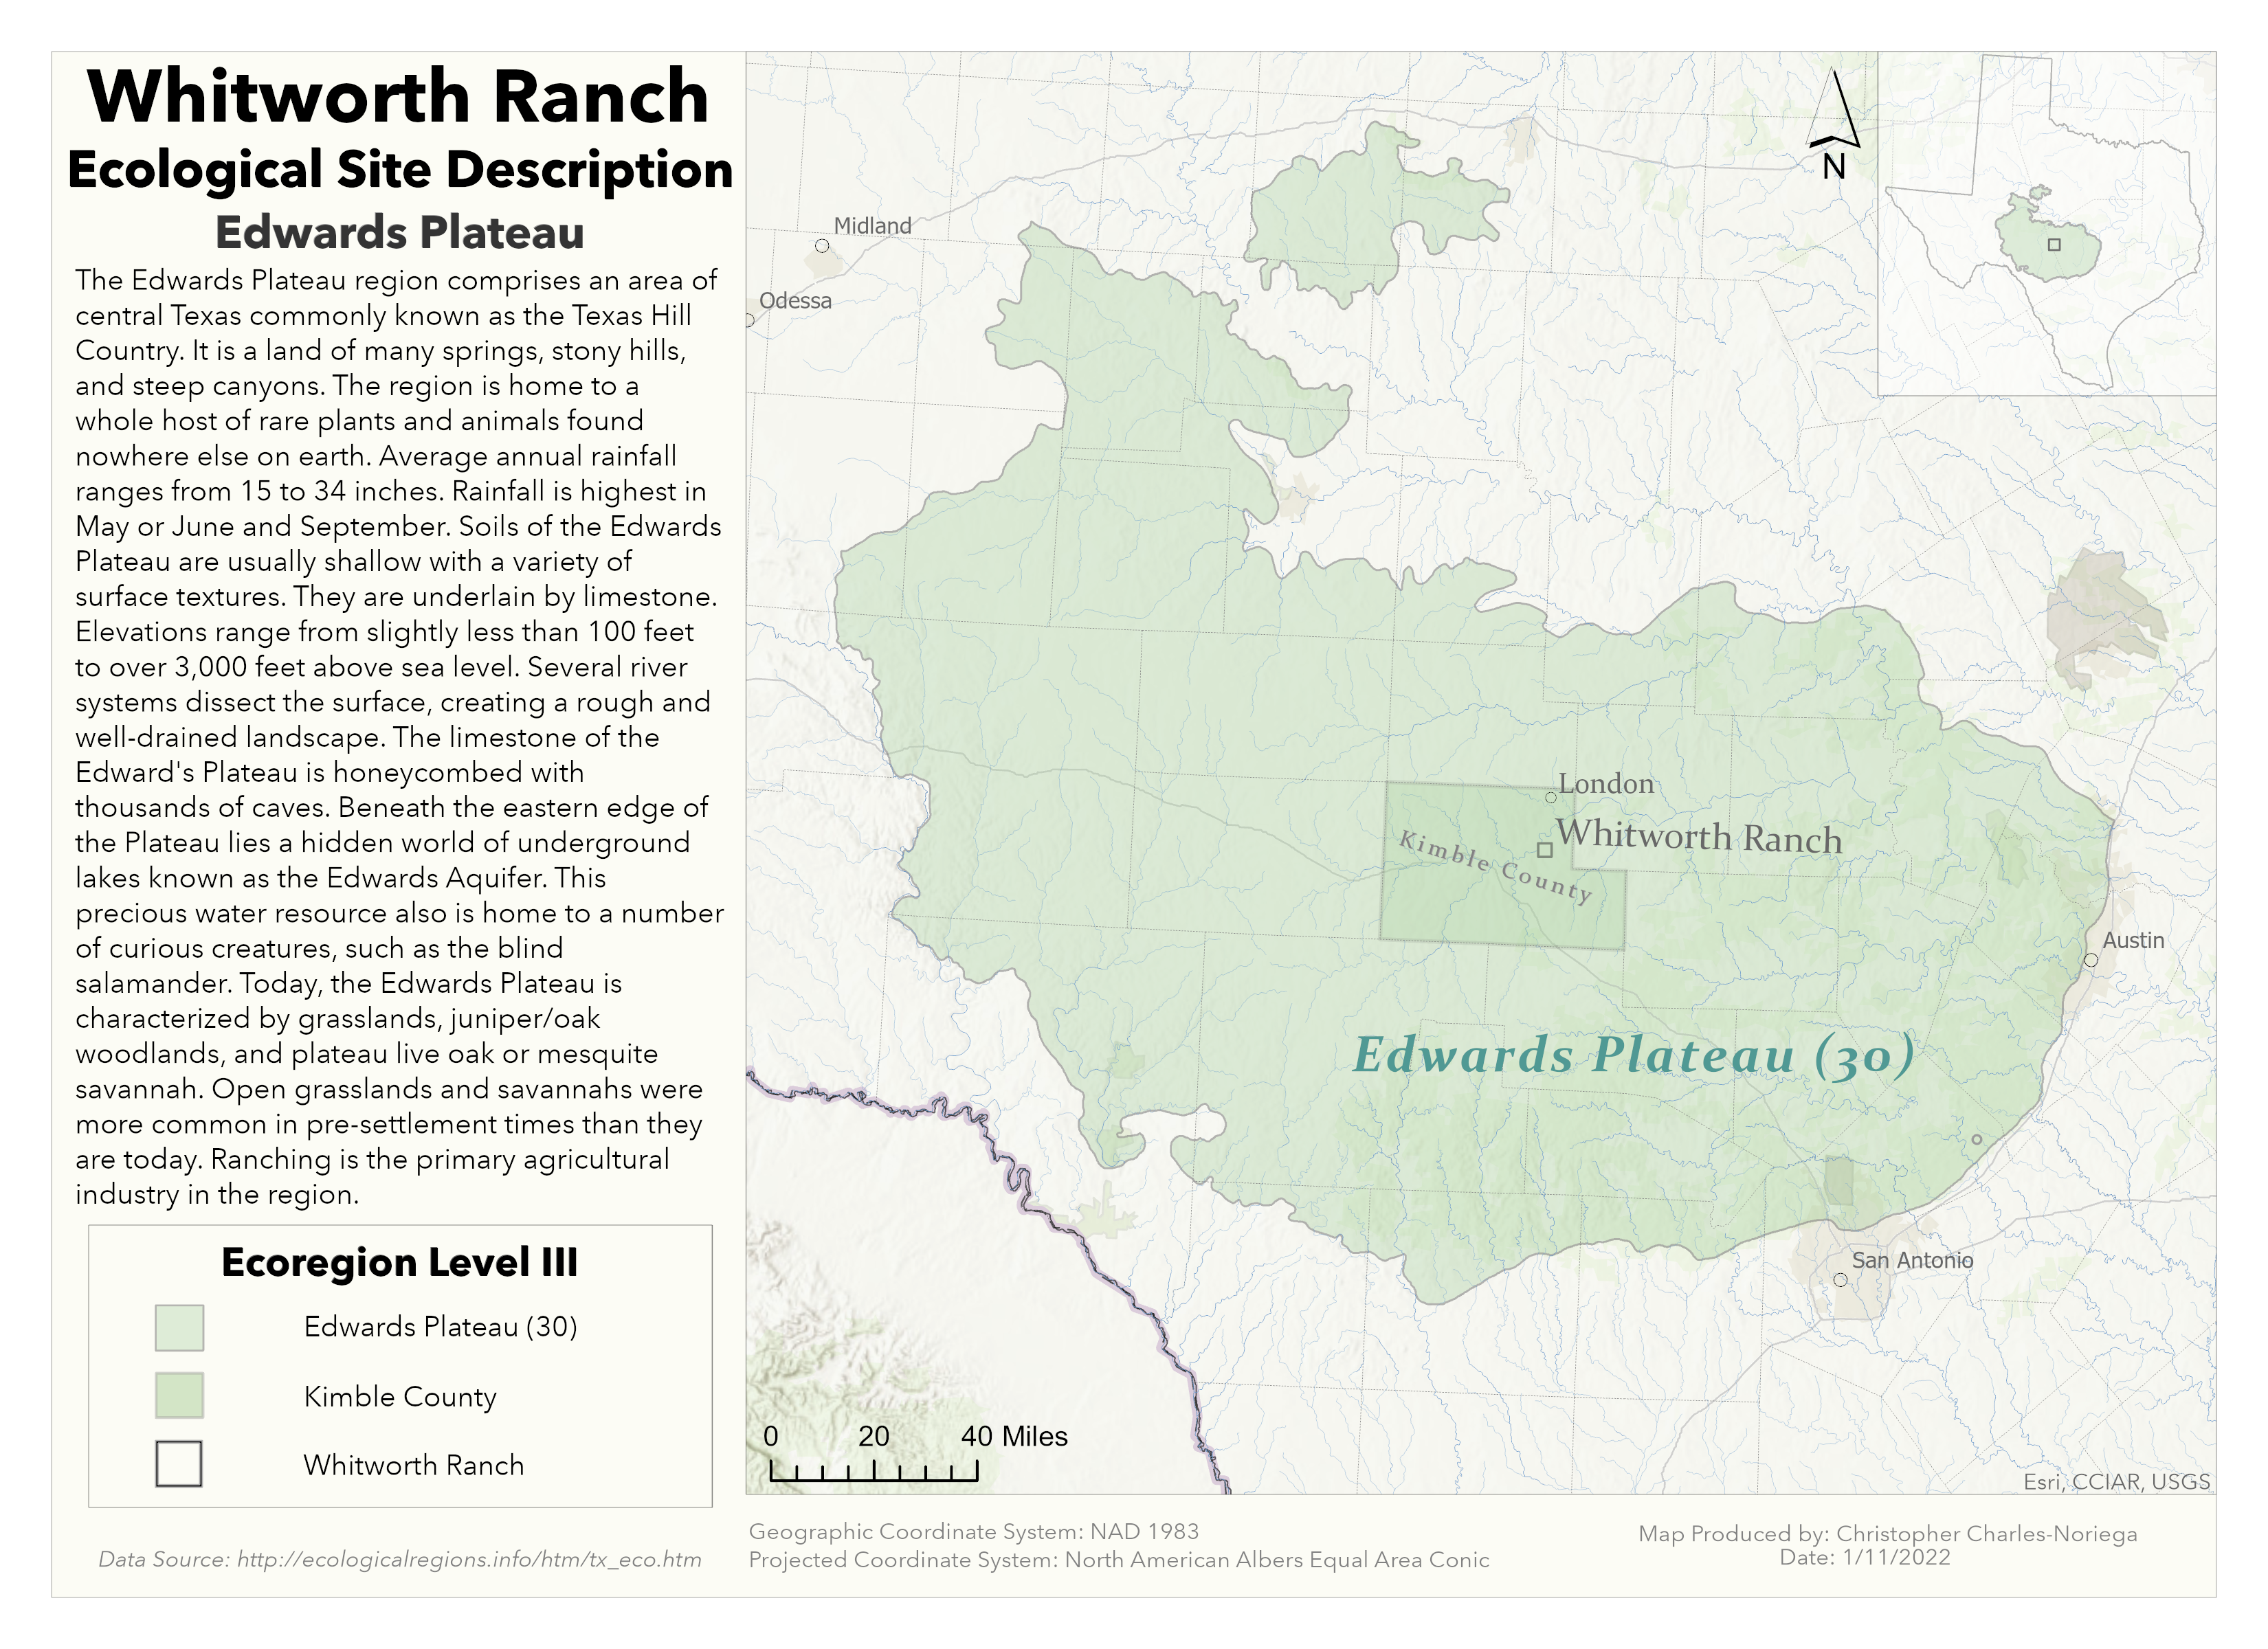 Whitworth Ranch
Ecological Site Description
Edwards Plateau
The Edwards Plateau region comprises an area of
central Texas commonly known as the Texas Hill
Country. It is a land of many springs, stony hills,
and steep canyons. The region is home to a
whole host of rare plants and animals found
nowhere else on earth. Average annual rainfall
ranges from 15 to 34 inches. Rainfall is highest in
May or June and September. Soils of the Edwards
Plateau are usually shallow with a variety of
surface textures. They are underlain by limestone.
Elevations range from slightly less than 100 feet
to over 3,000 feet above sea level. Several river
systems dissect the surface, creating a rough and
well-drained landscape. The limestone of the
Edward's Plateau is honeycombed with
thousands of caves. Beneath the eastern edge of
the Plateau lies a hidden world of underground
lakes known as the Edwards Aquifer. This
precious water resource also is home to a number
of curious creatures, such as the blind
salamander. Today, the Edwards Plateau is
characterized by grasslands, juniper/oak
woodlands, and plateau live oak or mesquite
savannah. Open grasslands and savannahs were
more common in pre-settlement times than they
are today. Ranching is the primary agricultural
industry in the region.
Ecoregion Level III
Edwards Plateau (30)
Kimble County
Whitworth Ranch
Data Source: http://ecologicalregions.info/htm/tx_eco.htm
N
Midland
Odessa
London
Whitworth Ranch
Kimble County
Austin
Edwards Plateau (30)
San Antonio
0 20 40 Miles
Esri, CCIAR, USGS
Geographic Coordinate System: NAD 1983
Projected Coordinate System: North American Albers Equal Area Conic
Map Produced by: Christopher Charles-Noriega
Date: 1/11/2022